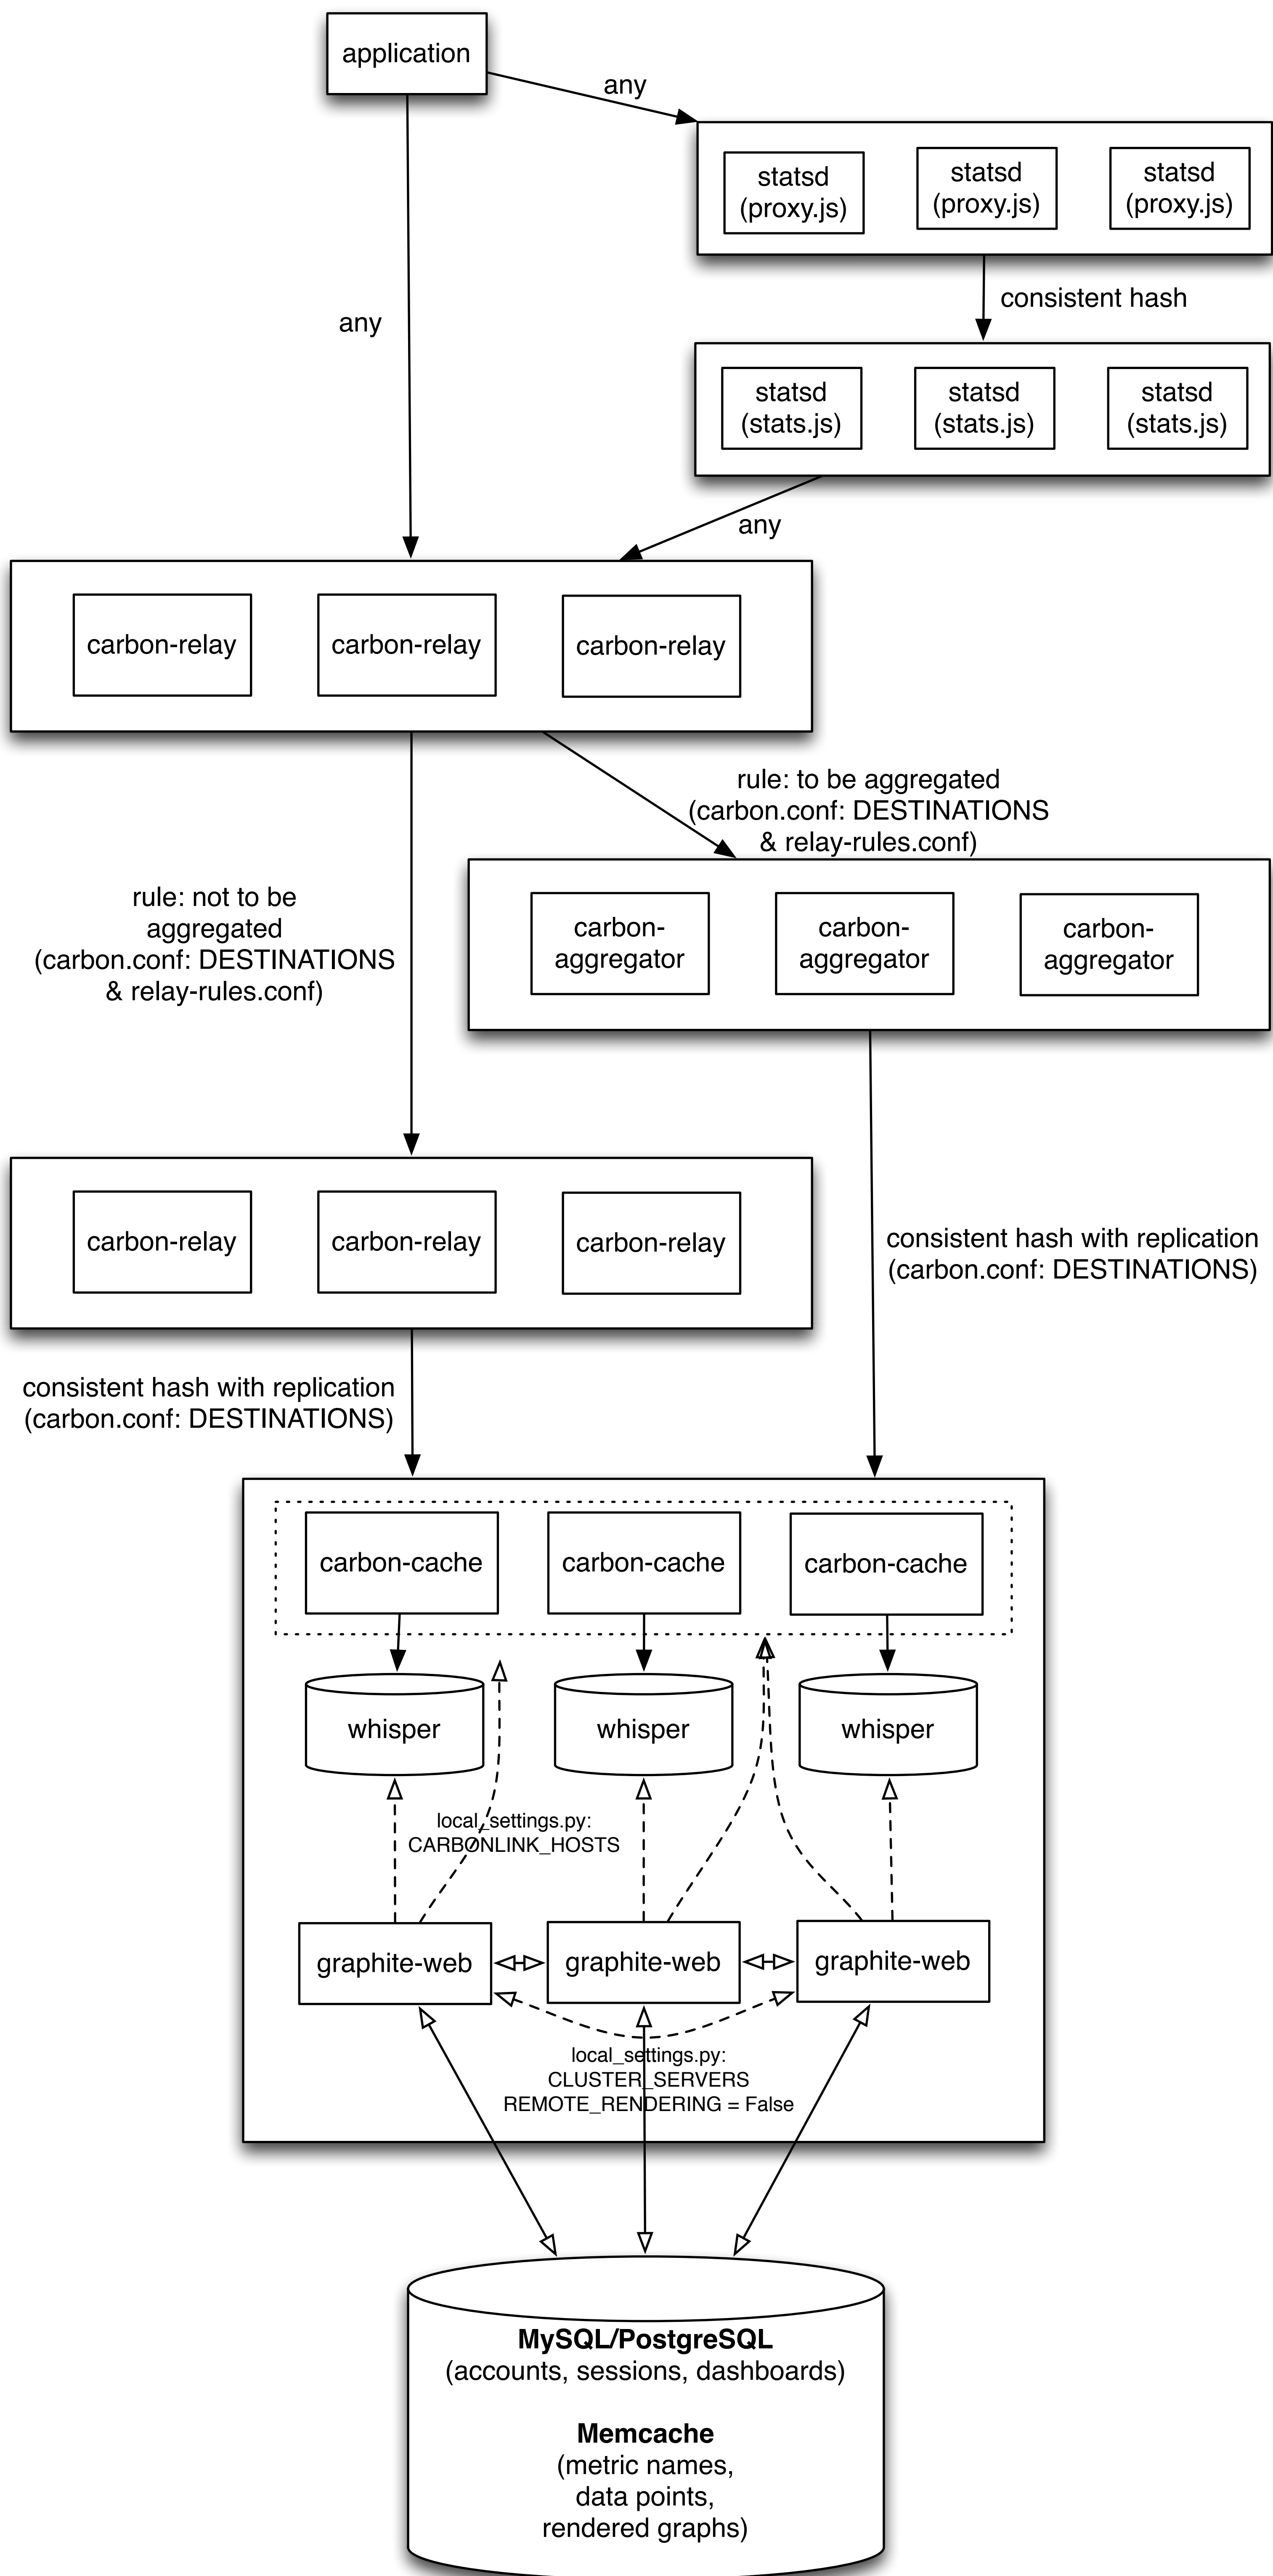 application
any
statsd
(proxy.js)
statsd
(proxy.js)
statsd
(proxy.js)
consistent hash
any
statsd
(stats.js)
statsd
(stats.js)
statsd
(stats.js)
any
carbon-relay
carbon-relay
carbon-relay
rule: to be aggregated
(carbon.conf: DESTINATIONS
& relay-rules.conf)
rule: not to be
aggregated
(carbon.conf: DESTINATIONS
& relay-rules.conf)
carbon-
aggregator
carbon-
aggregator
carbon-
aggregator
carbon-relay
carbon-relay
carbon-relay
consistent hash with replication
(carbon.conf: DESTINATIONS)
consistent hash with replication
(carbon.conf: DESTINATIONS)
carbon-cache
carbon-cache
carbon-cache
whisper
whisper
whisper
local_settings.py:
CARBONLINK_HOSTS
graphite-web
graphite-web
graphite-web
local_settings.py:
CLUSTER_SERVERS
REMOTE_RENDERING = False
MySQL/PostgreSQL
(accounts, sessions, dashboards)
Memcache
(metric names,
data points,
rendered graphs)